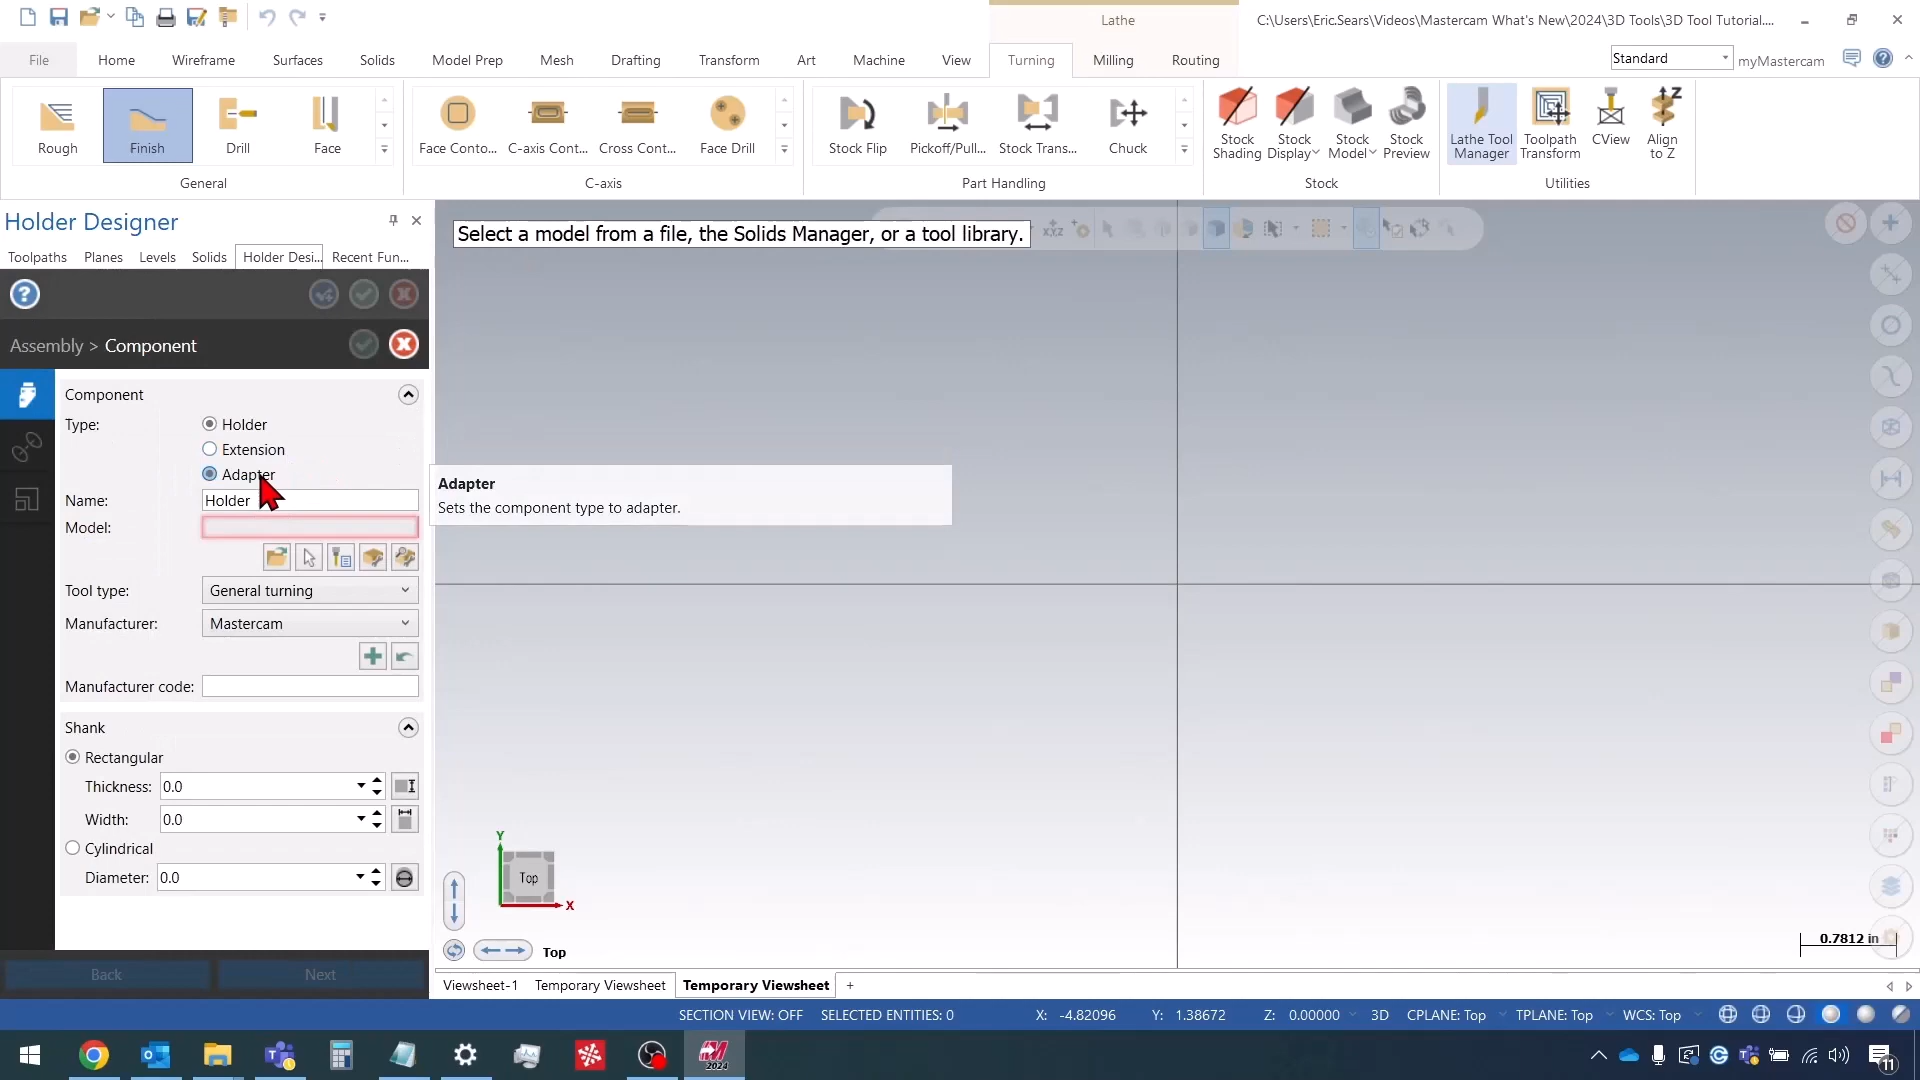 Lathe
C:\Users\Eric.Sears\Videos\Mastercam What's New\2024\3D Tools\3D Tool Tutorial....
File
Home
Wireframe
Surfaces
Solids
Model Prep
Mesh
Drafting
Transform
Art
Machine
View
Turning
Milling
Routing
Standard
myMastercam
Rough
Finish
Drill
Face
Face Conto...
C-axis Cont...
Cross Cont...
Face Drill
Stock Flip
Pickoff/Pull...
Stock Trans...
Chuck
Stock Shading
Stock Display
Stock Model
Stock Preview
Lathe Tool Manager
Toolpath Transform
CView
Align to Z
General
C-axis
Part Handling
Stock
Utilities
Holder Designer
Toolpaths
Planes
Levels
Solids
Holder Desi...
Recent Fun...
Select a model from a file, the Solids Manager, or a tool library.
Assembly > Component
Component
Type:
Holder
Extension
Adapter
Name:
Holder
Model:
Adapter
Sets the component type to adapter.
Tool type:
General turning
Manufacturer:
Mastercam
Manufacturer code:
Shank
Rectangular
Thickness:
0.0
Width:
0.0
Cylindrical
Diameter:
0.0
Back
Next
Y
Top
X
Top
0.7812 in
Viewsheet-1
Temporary Viewsheet
Temporary Viewsheet
+
SECTION VIEW: OFF
SELECTED ENTITIES: 0
X: -4.82096
Y: 1.38672
Z: 0.00000
3D
CPLANE: Top
TPLANE: Top
WCS: Top
2024
11